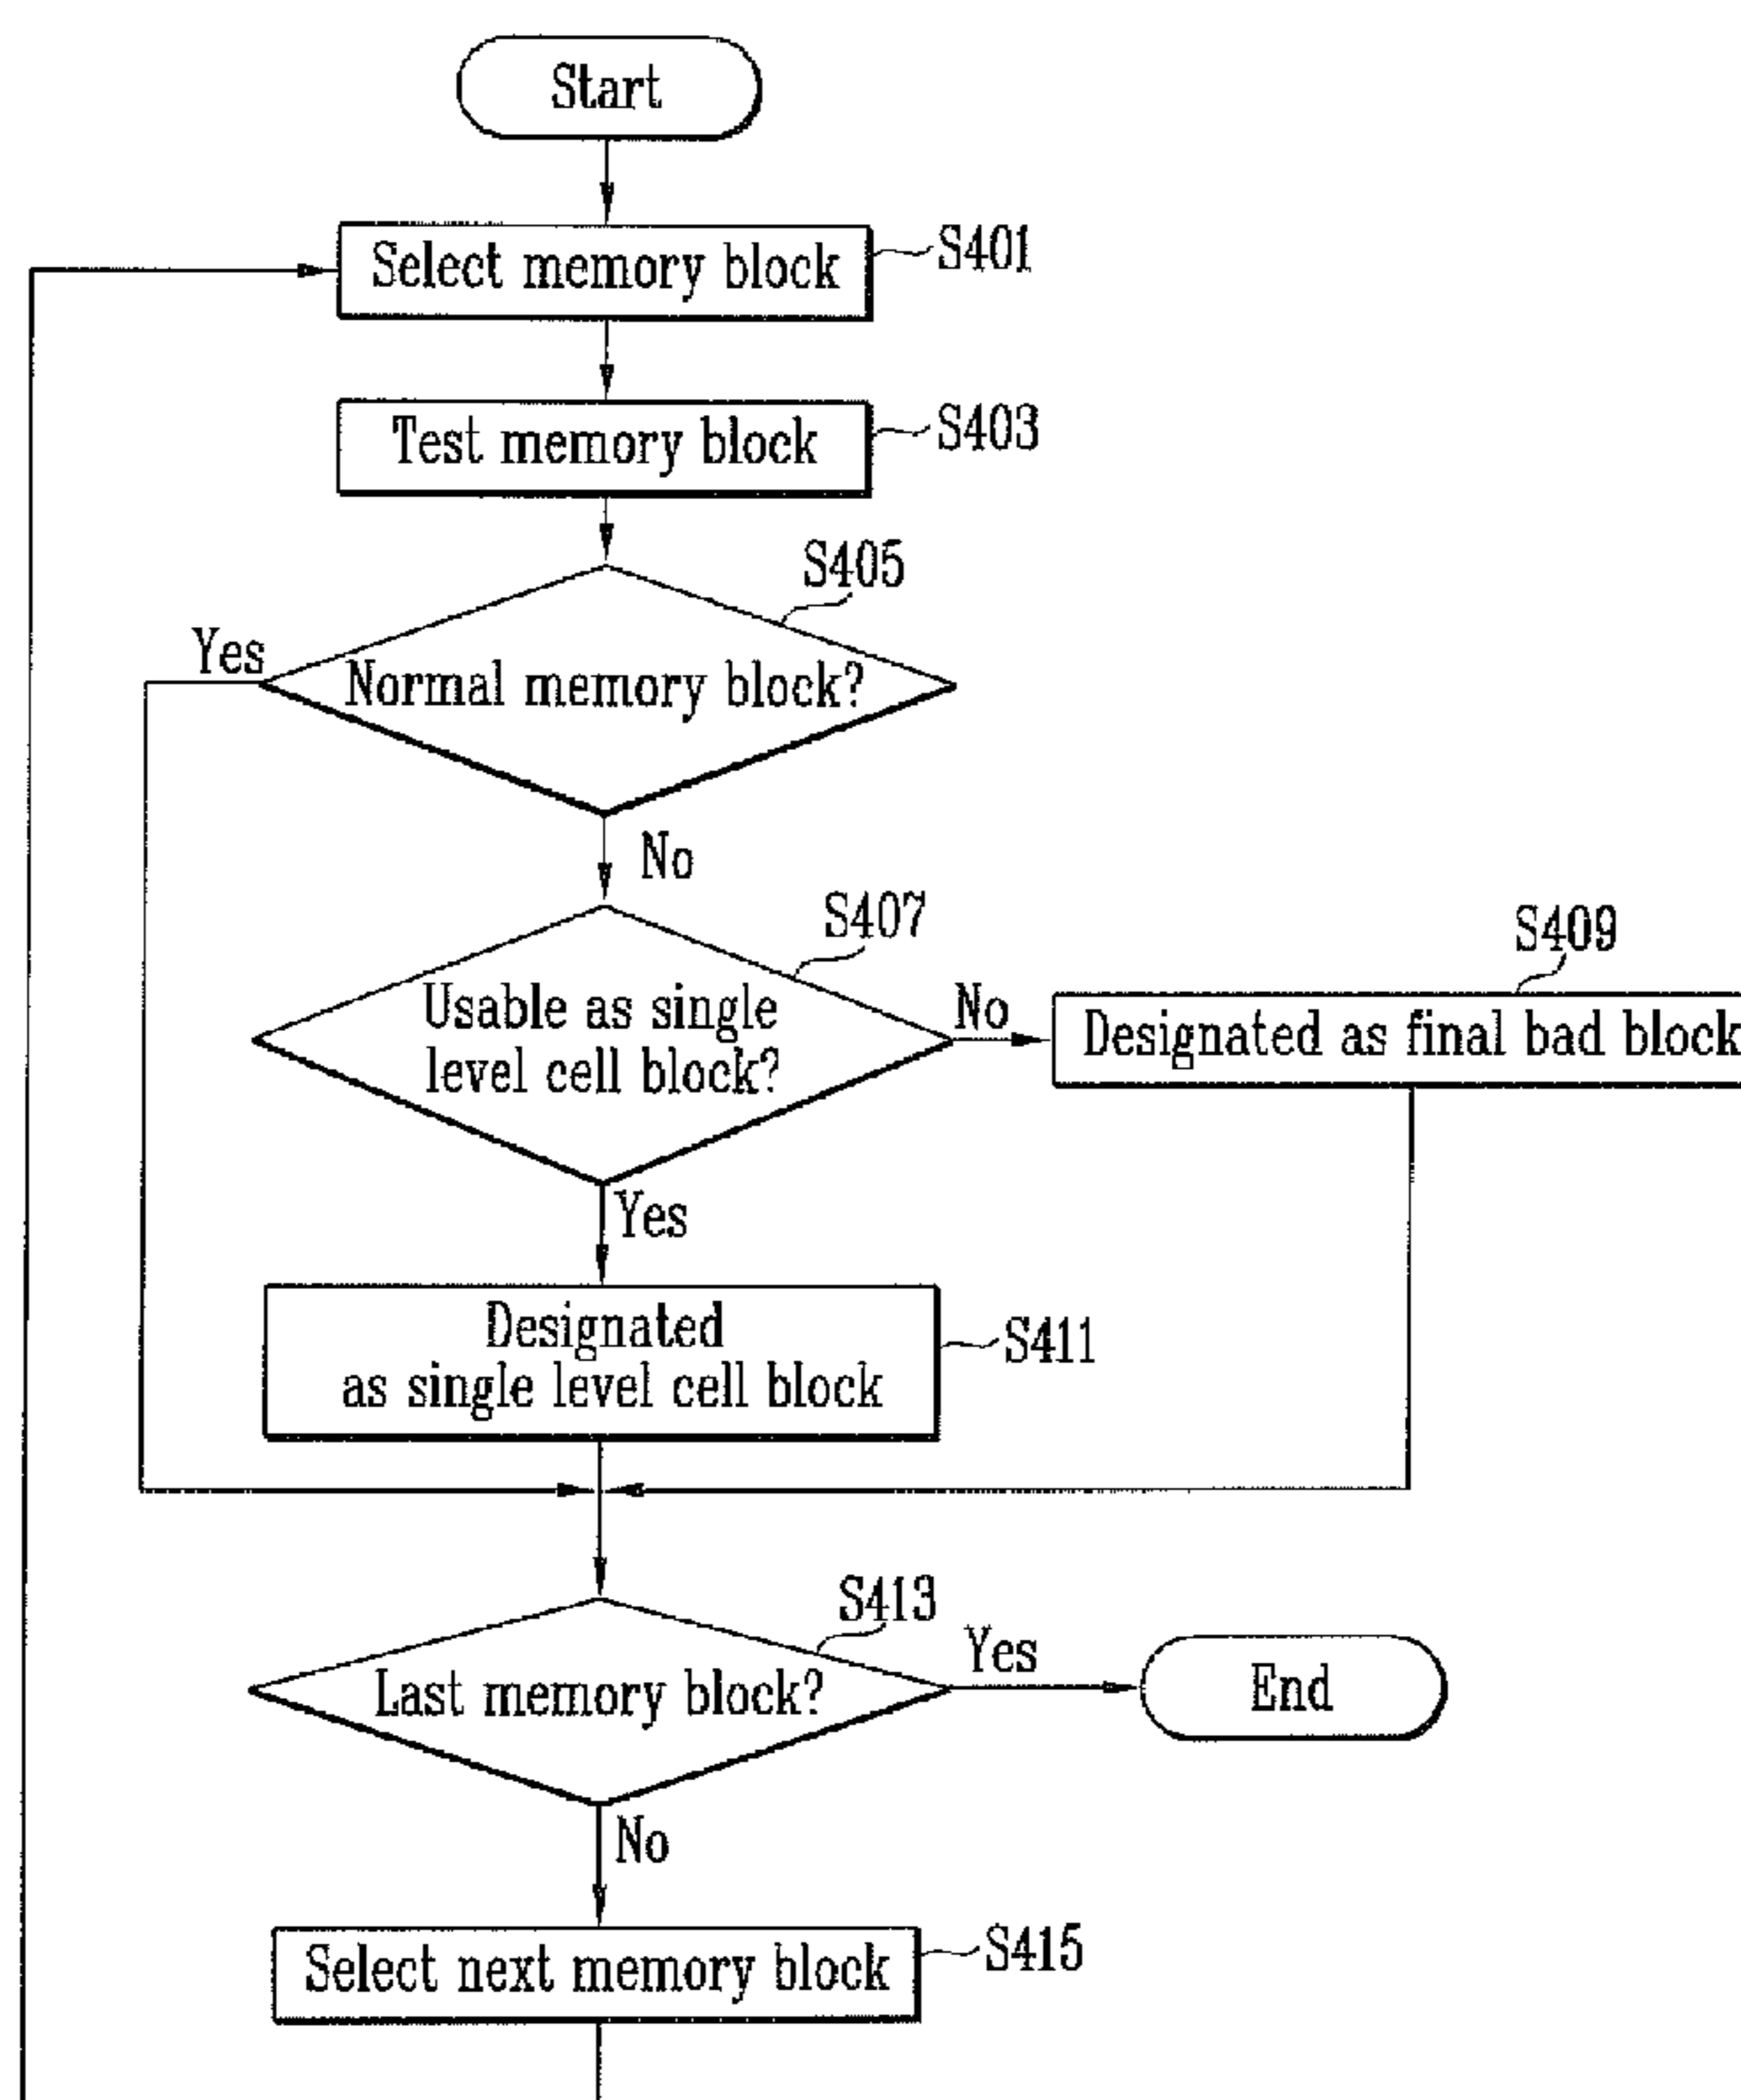 Start
Select memory block
S401
Test memory block
S403
S405
Yes
Normal memory block?
No
S407
Usable as single
level cell block?
No
S409
Designated as final bad block
Yes
Designated
as single level cell block
S411
S413
Last memory block?
Yes
End
No
Select next memory block
S415